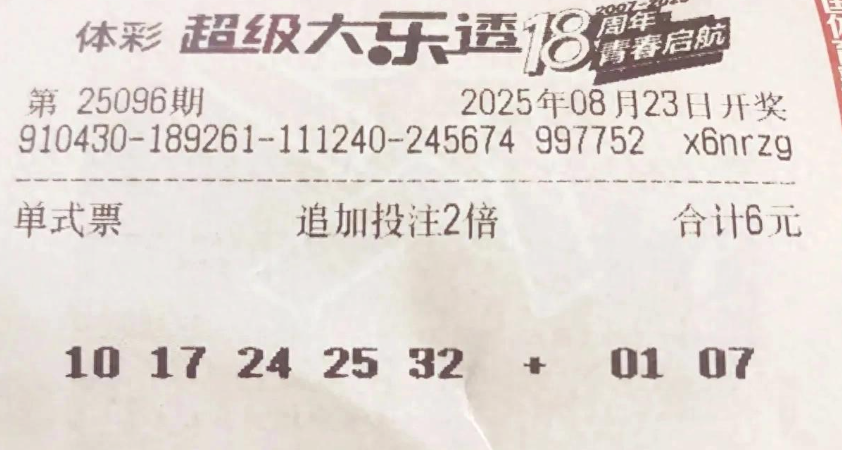 体彩 超级大乐透 18周年 青春启航
第 25096期 2025年08月23日开奖
910430-189261-111240-245674 997752 x6nrzg
单式票 追加投注2倍 合计6元
10 17 24 25 32 + 01 07